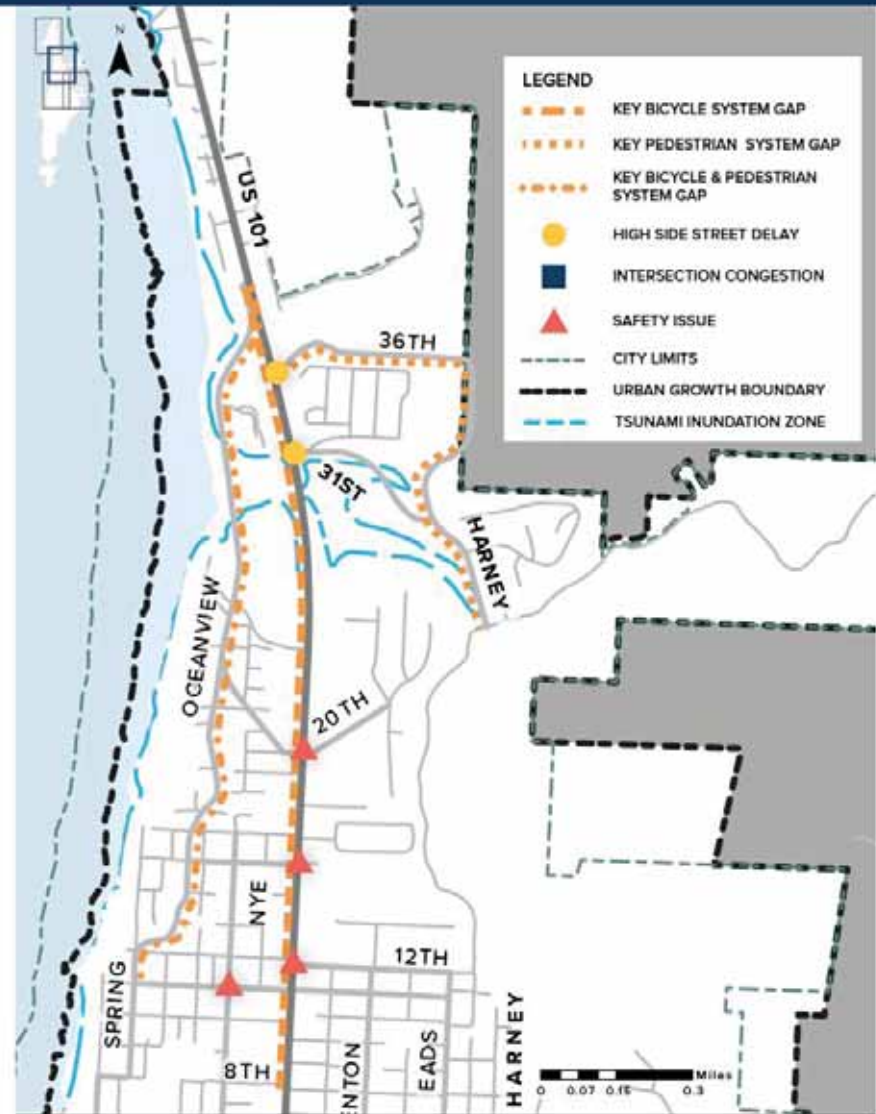 N
LEGEND
KEY BICYCLE SYSTEM GAP
KEY PEDESTRIAN SYSTEM GAP
KEY BICYCLE & PEDESTRIAN
SYSTEM GAP
HIGH SIDE STREET DELAY
INTERSECTION CONGESTION
SAFETY ISSUE
CITY LIMITS
URBAN GROWTH BOUNDARY
TSUNAMI INUNDATION ZONE
US 101
36TH
31ST
HARNEY
OCEANVIEW
20TH
NYE
12TH
SPRING
8TH
ENTON
EADS
HARNEY
Miles
0 0.07 0.15 0.3